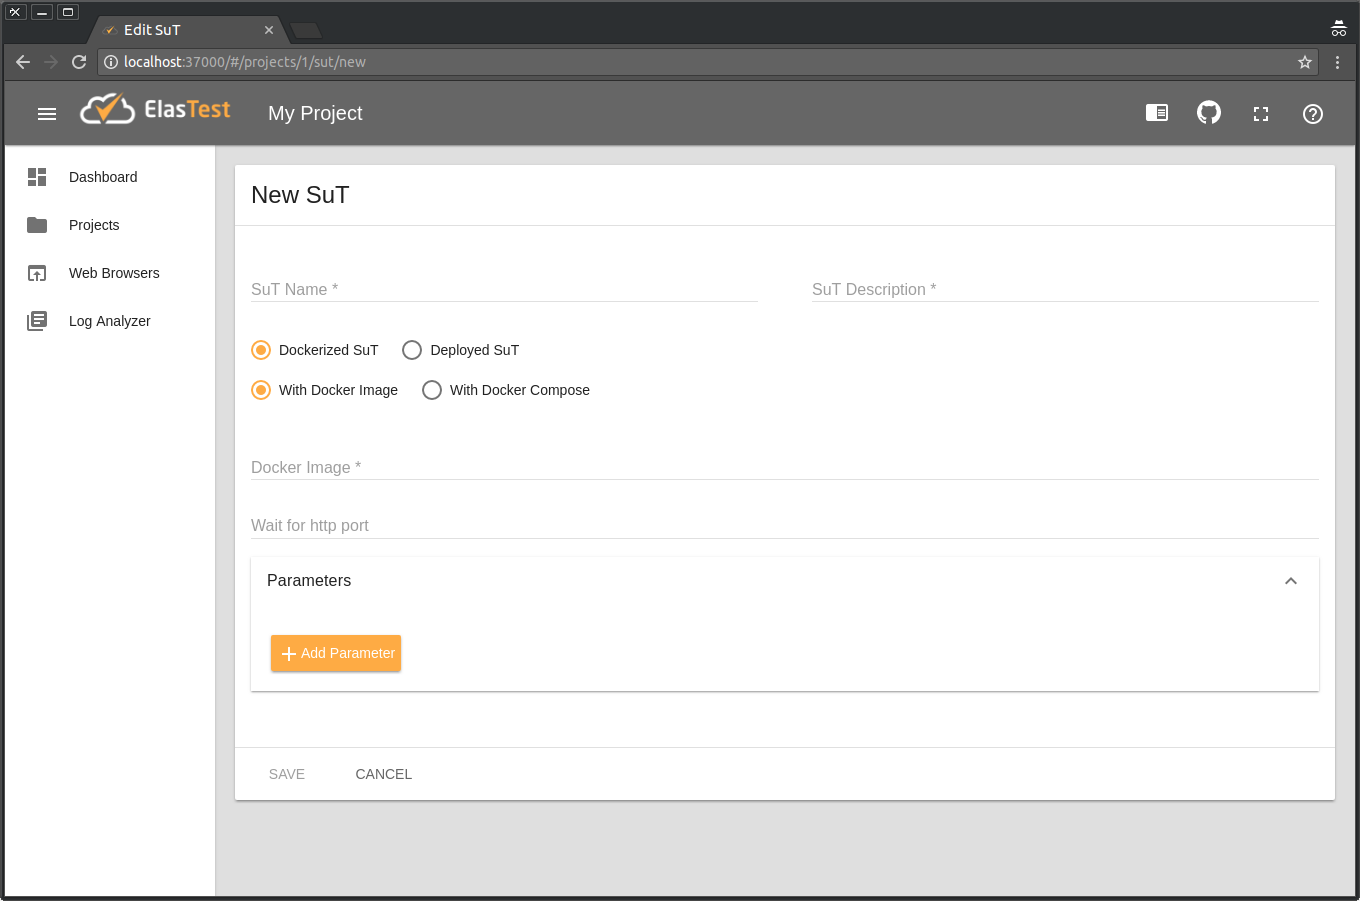 Edit SuT
localhost:37000/#/projects/1/sut/new
ElasTest My Project
Dashboard
Projects
Web Browsers
Log Analyzer
New SuT
SuT Name * SuT Description *
Dockerized SuT Deployed SuT
With Docker Image With Docker Compose
Docker Image *
Wait for http port
Parameters
Add Parameter
SAVE CANCEL